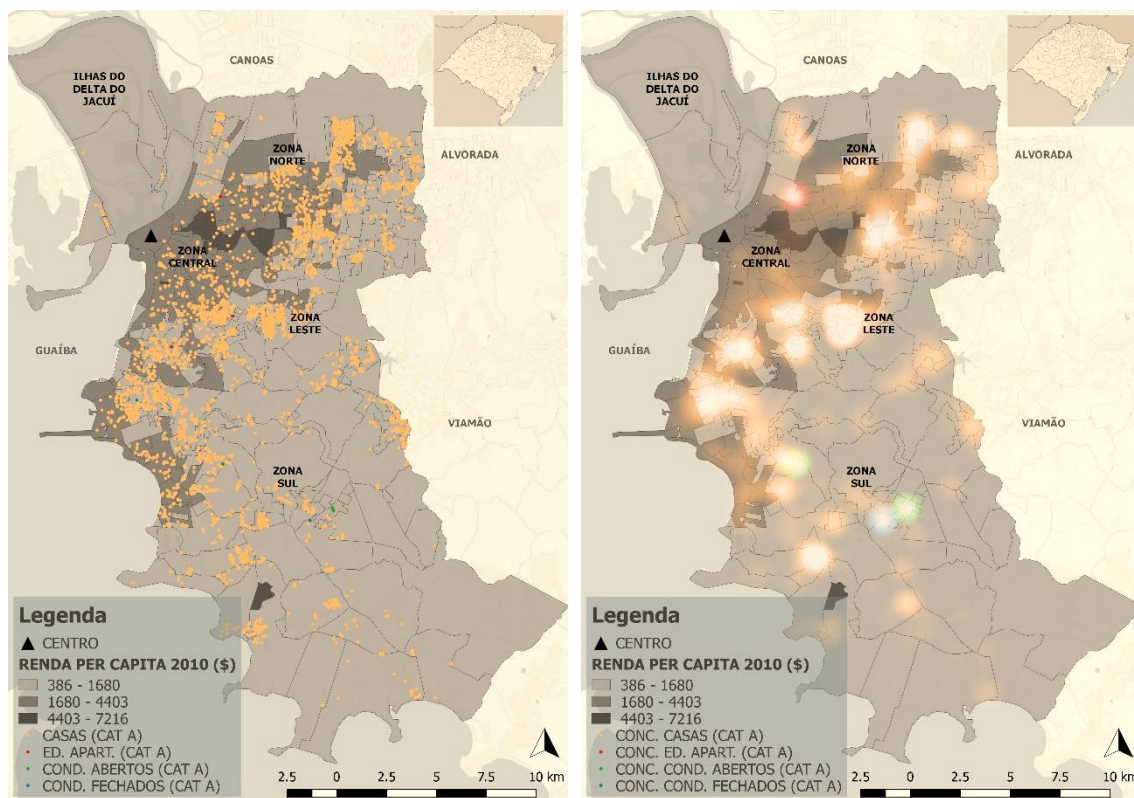 CANOAS
ILHAS DO
DELTA DO
JACUÍ
ZONA
NORTE
ALVORADA
ZONA
CENTRAL
ZONA
LESTE
GUAÍBA
VIAMÃO
ZONA
SUL
Legenda
CENTRO
RENDA PER CAPITA 2010 ($)
386 - 1680
1680 - 4403
4403 - 7216
CASAS (CAT A)
ED. APART. (CAT A)
COND. ABERTOS (CAT A)
COND. FECHADOS (CAT A)
2.5 0 2.5 5 7.5 10 km
CANOAS
ILHAS DO
DELTA DO
JACUÍ
ZONA
NORTE
ALVORADA
ZONA
CENTRAL
ZONA
LESTE
GUAÍBA
VIAMÃO
ZONA
SUL
Legenda
CENTRO
RENDA PER CAPITA 2010 ($)
386 - 1680
1680 - 4403
4403 - 7216
CONC. CASAS (CAT A)
CONC. ED. APART. (CAT A)
CONC. COND. ABERTOS (CAT A)
CONC. COND. FECHADOS (CAT A)
2.5 0 2.5 5 7.5 10 km